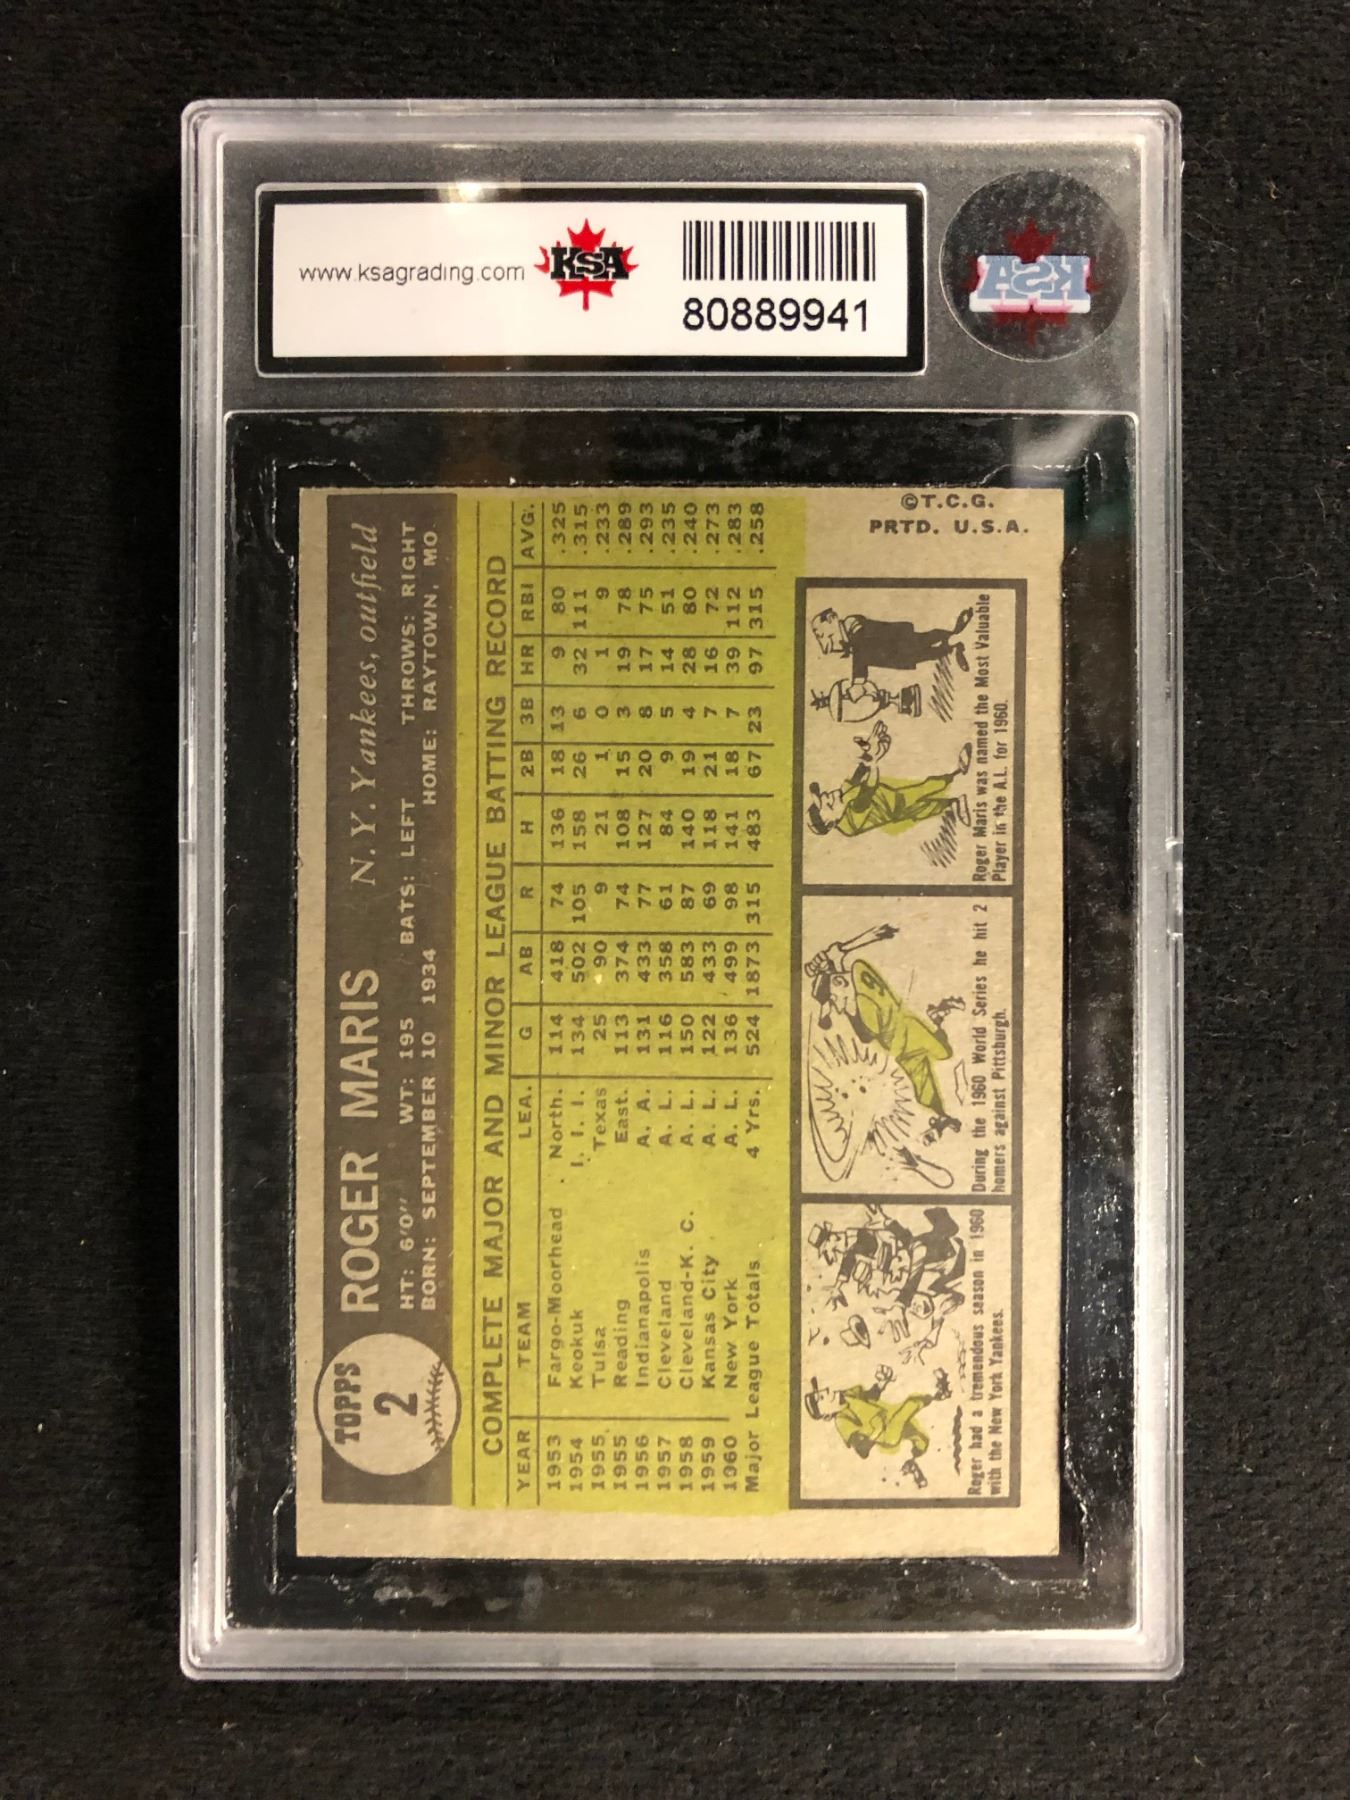 www.ksagrading.com
KSA
80889941
KSA
TOPPS
2
ROGER MARIS N. Y. Yankees, outfield
HT: 6'0" WT: 195 BATS: LEFT THROWS: RIGHT
BORN: SEPTEMBER 10 1934 HOME: RAYTOWN, MO.
COMPLETE MAJOR AND MINOR LEAGUE BATTING RECORD
YEAR TEAM LEA. G AB R H 2B 3B HR RBI AVG.
1953 Fargo-Moorhead North. 114 418 74 136 18 13 9 80 .325
1954 Keokuk I. I. I. 134 502 105 158 26 6 32 111 .315
1955 Tulsa Texas 25 90 9 21 1 0 1 9 .233
1955 Reading East. 113 374 74 108 15 3 19 78 .289
1956 Indianapolis A. A. 131 433 77 127 20 8 17 75 .293
1957 Cleveland A. L. 116 358 61 84 9 5 14 51 .235
1958 Cleveland-K. C. A. L. 150 583 87 140 19 4 28 80 .240
1959 Kansas City A. L. 122 433 69 118 21 7 16 72 .273
1960 New York A. L. 136 499 98 141 18 7 39 112 .283
Major League Totals 4 Yrs. 524 1873 315 483 67 23 97 315 .258
Roger had a tremendous season in 1960
with the New York Yankees.
9
During the 1960 World Series he hit 2
homers against Pittsburgh.
Roger Maris was named the Most Valuable
Player in the A.L. for 1960.
©T.C.G.
PRTD. U.S.A.